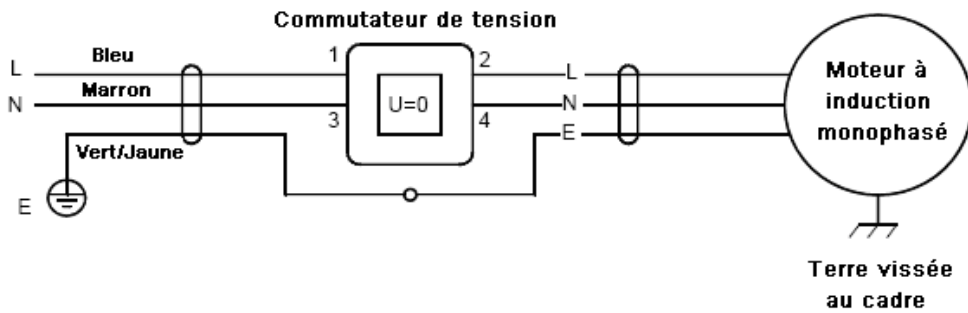 Commutateur de tension
L
Bleu
1
2
L
N
Marron
3
U=0
4
N
Vert/Jaune
E
E
Moteur à
induction
monophasé
Terre vissée
au cadre